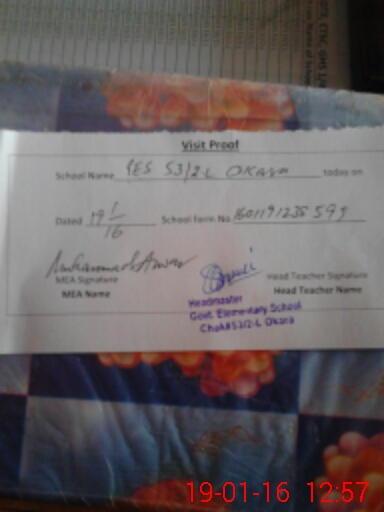 Visit Proof
School Name GES 53/2-L OKARA today on
Dated 19/1/16 School Form No
MEA Signature Head Teacher Signature
MEA Name Head Teacher Name
Headmaster
Govt. Elementary School
Chak#53/2-L Okara
19-01-16 12:57